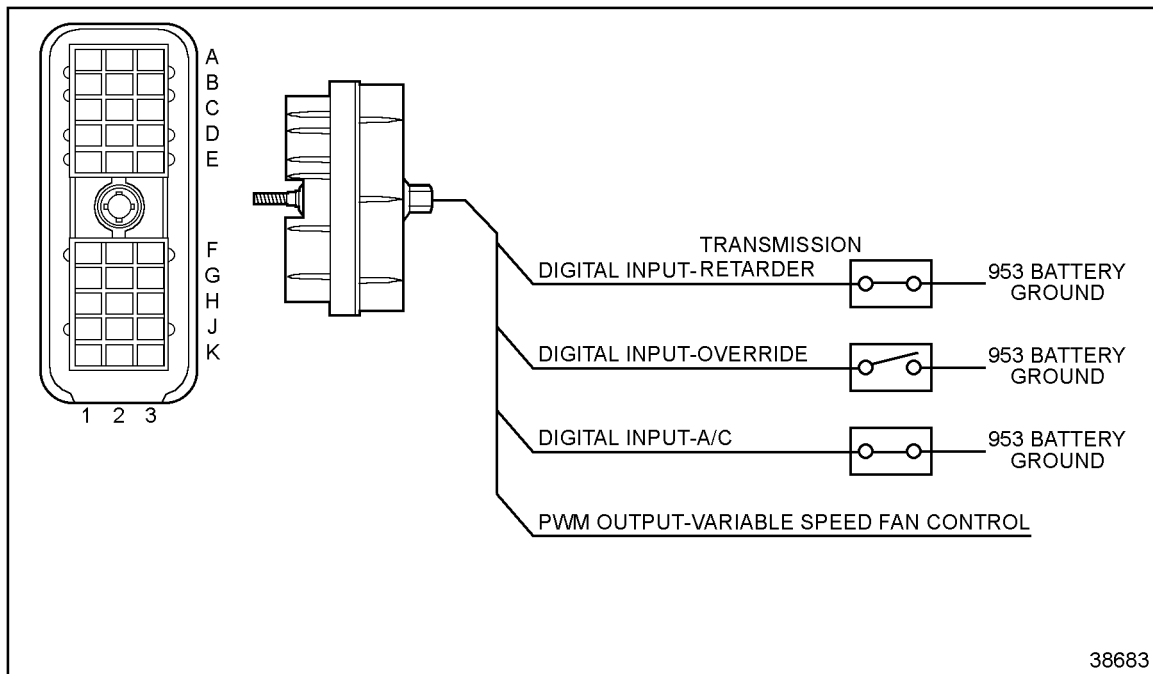 A
B
C
D
E
F
G
H
J
K
1 2 3
TRANSMISSION
DIGITAL INPUT-RETARDER
953 BATTERY
GROUND
DIGITAL INPUT-OVERRIDE
953 BATTERY
GROUND
DIGITAL INPUT-A/C
953 BATTERY
GROUND
PWM OUTPUT-VARIABLE SPEED FAN CONTROL
38683